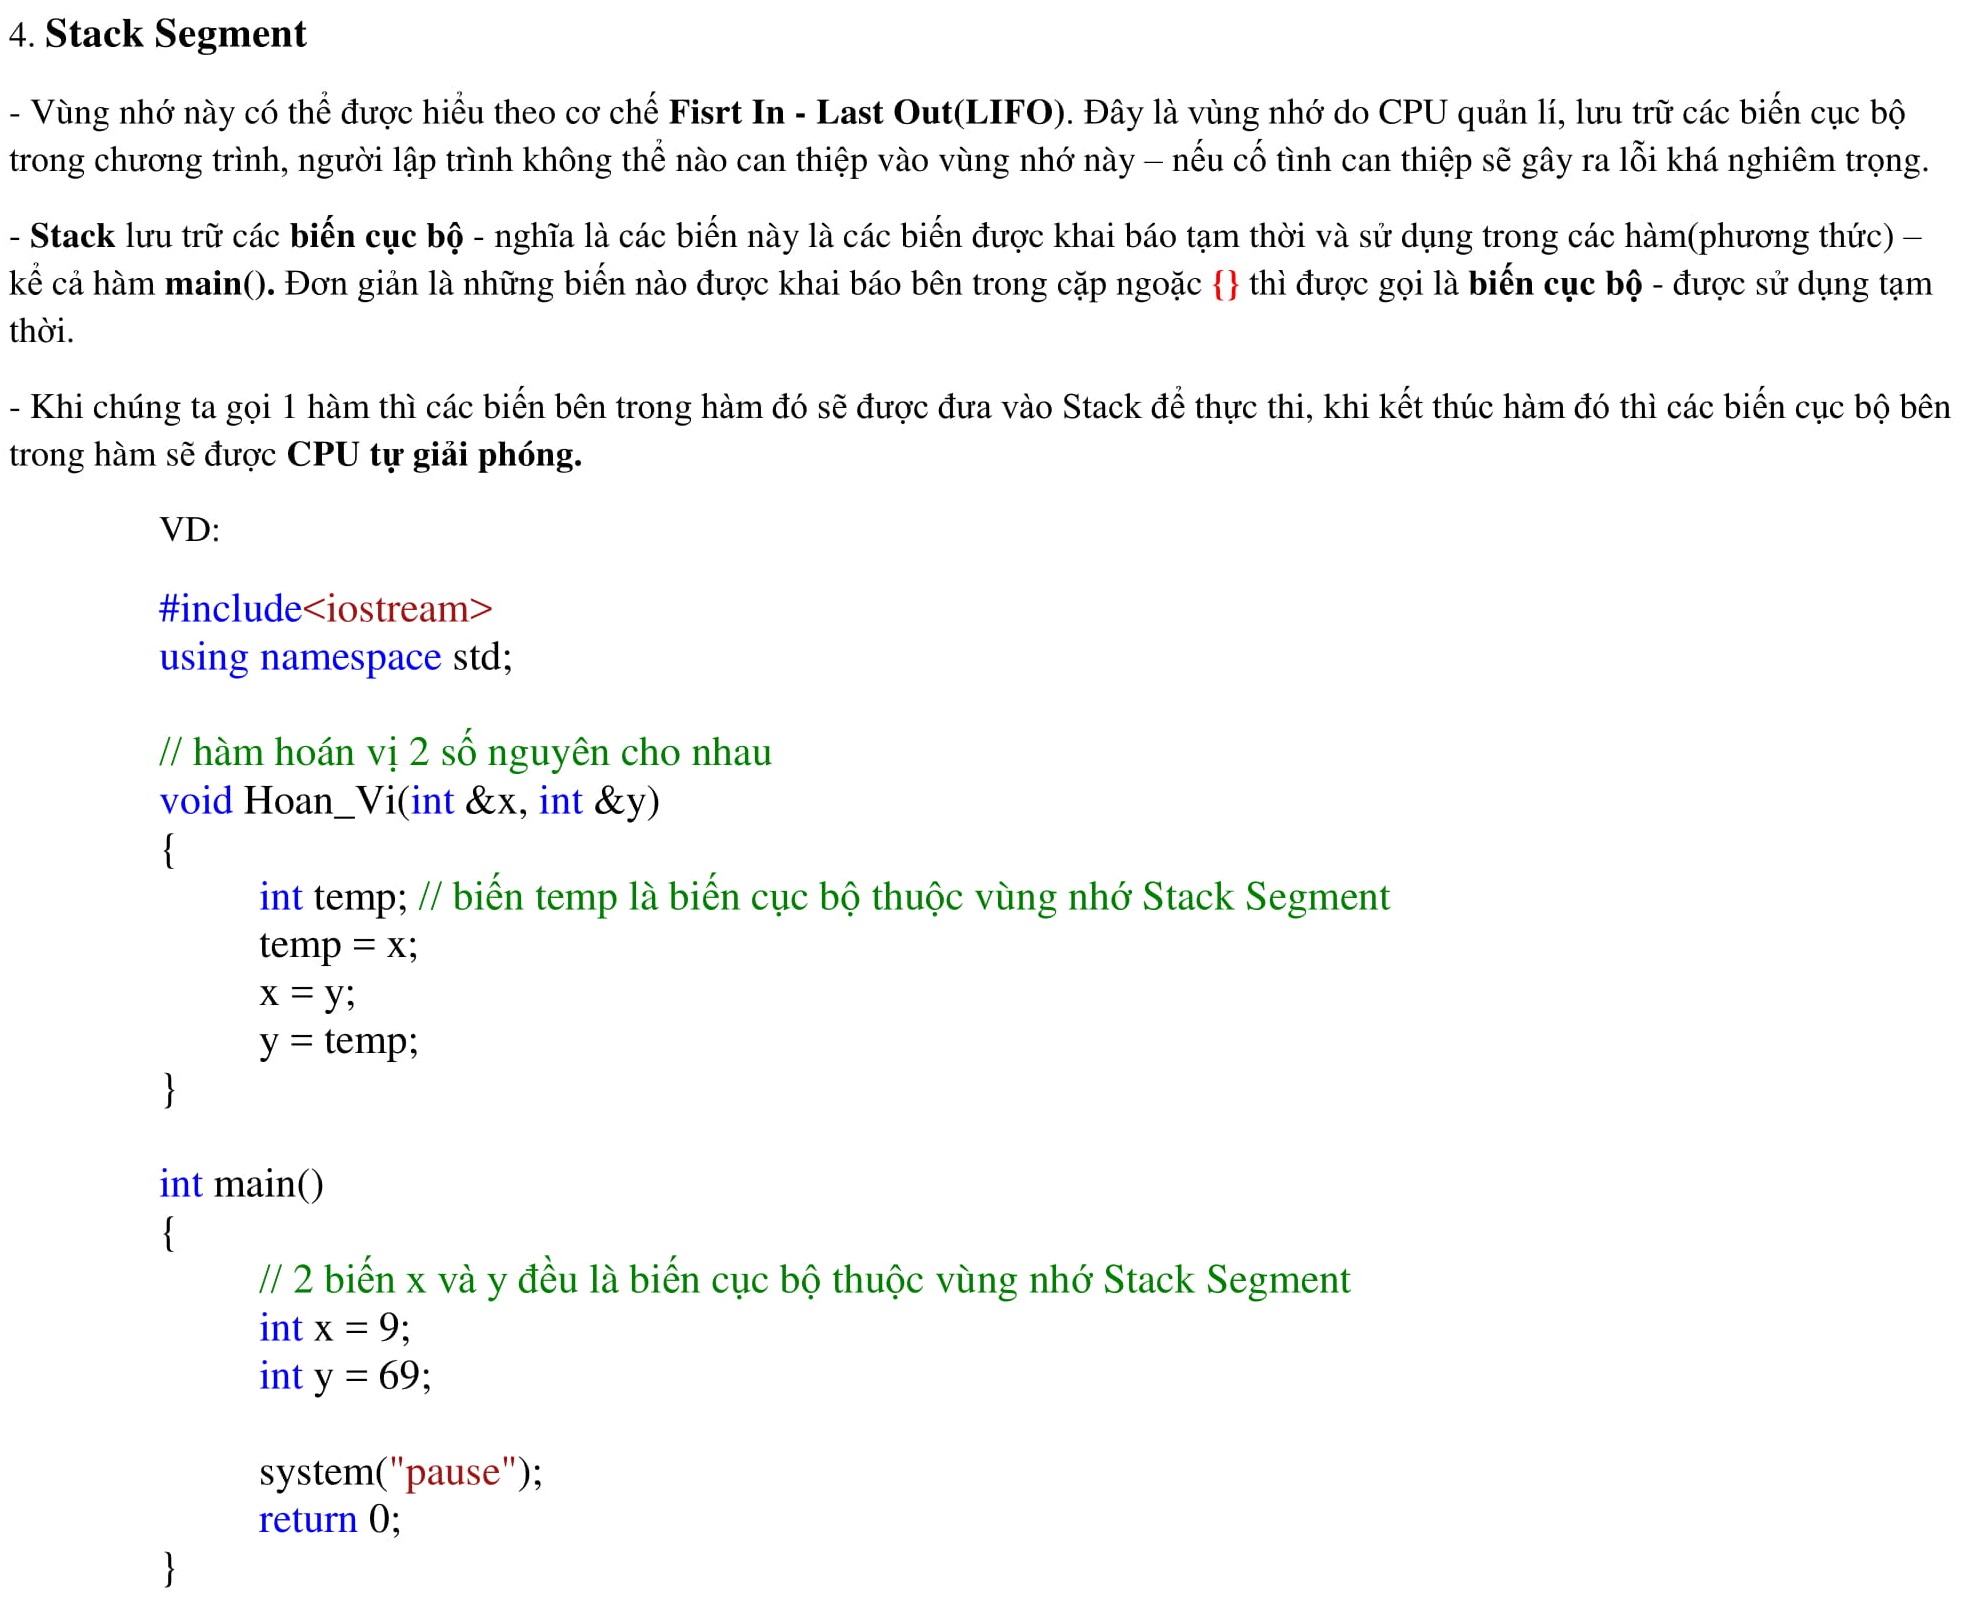 4. Stack Segment
- Vùng nhớ này có thể được hiểu theo cơ chế Fisrt In - Last Out(LIFO). Đây là vùng nhớ do CPU quản lí, lưu trữ các biến cục bộ
trong chương trình, người lập trình không thể nào can thiệp vào vùng nhớ này – nếu cố tình can thiệp sẽ gây ra lỗi khá nghiêm trọng.
- Stack lưu trữ các biến cục bộ - nghĩa là các biến này là các biến được khai báo tạm thời và sử dụng trong các hàm(phương thức) –
kể cả hàm main(). Đơn giản là những biến nào được khai báo bên trong cặp ngoặc {} thì được gọi là biến cục bộ - được sử dụng tạm
thời.
- Khi chúng ta gọi 1 hàm thì các biến bên trong hàm đó sẽ được đưa vào Stack để thực thi, khi kết thúc hàm đó thì các biến cục bộ bên
trong hàm sẽ được CPU tự giải phóng.
VD:
#include<iostream>
using namespace std;
// hàm hoán vị 2 số nguyên cho nhau
void Hoan_Vi(int &x, int &y)
{
int temp; // biến temp là biến cục bộ thuộc vùng nhớ Stack Segment
temp = x;
x = y;
y = temp;
}
int main()
{
// 2 biến x và y đều là biến cục bộ thuộc vùng nhớ Stack Segment
int x = 9;
int y = 69;
system("pause");
return 0;
}